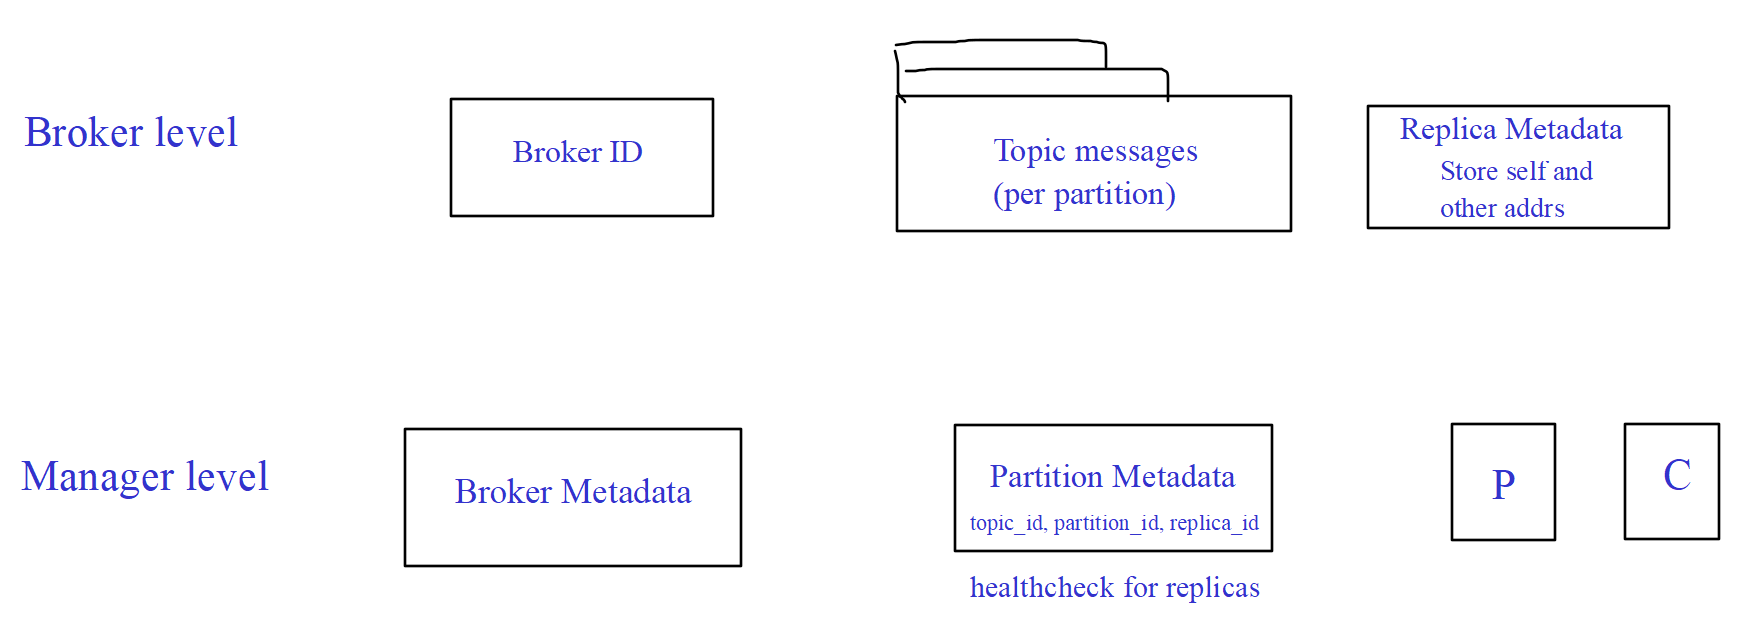 Broker level
Broker ID
Topic messages
(per partition)
Replica Metadata
Store self and
other addrs
Manager level
Broker Metadata
Partition Metadata
topic_id, partition_id, replica_id
healthcheck for replicas
P
C